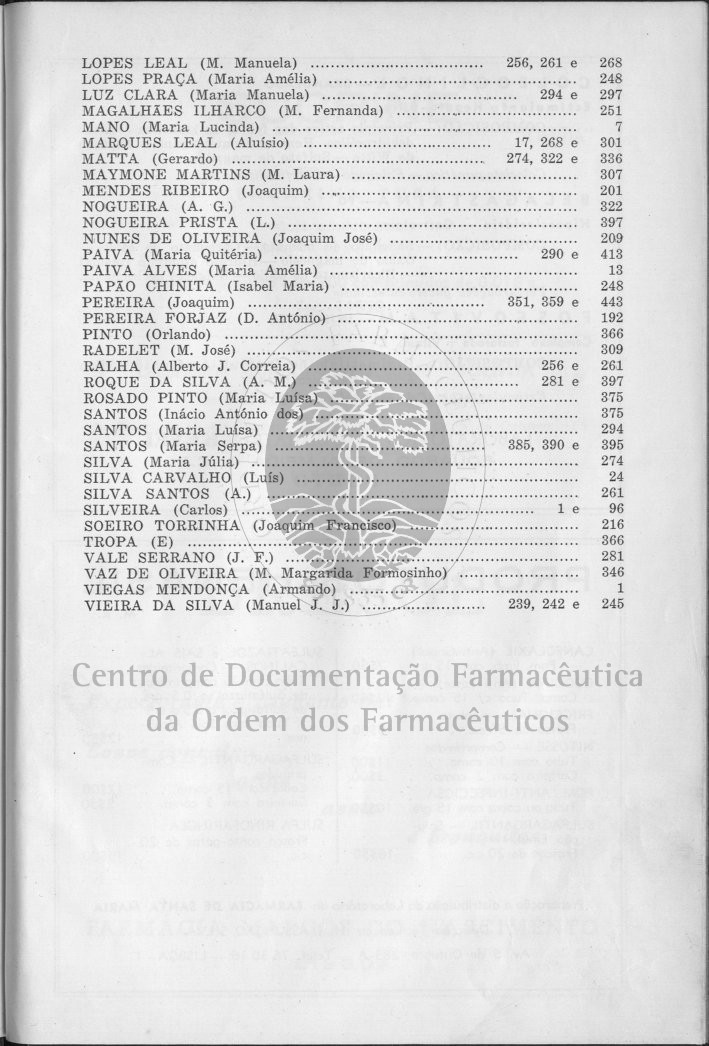 LOPES LEAL (M. Manuela) .................................. 256, 261 e 268
LOPES PRAÇA (Maria Amélia) .................................................. 248
LUZ CLARA (Maria Manuela) ....................................... 294 e 297
MAGALHÃES ILHARCO (M. Fernanda) .................................... 251
MANO (Maria Lucinda) ............................................................. 7
MARQUES LEAL (Aluísio) ..................................... 17, 268 e 301
MATTA (Gerardo) .................................................. 274, 322 e 336
MAYMONE MARTINS (M. Laura) ............................................. 307
MENDES RIBEIRO (Joaquim) .................................................. 201
NOGUEIRA (A. G.) ................................................................... 322
NOGUEIRA PRISTA (L.) .......................................................... 397
NUNES DE OLIVEIRA (Joaquim José) ..................................... 209
PAIVA (Maria Quitéria) ................................................ 290 e 413
PAIVA ALVES (Maria Amélia) .................................................. 13
PAPÃO CHINITA (Isabel Maria) ............................................... 248
PEREIRA (Joaquim) ............................................... 351, 359 e 443
PEREIRA FORJAZ (D. António) ................................................ 192
PINTO (Orlando) ...................................................................... 366
RADELET (M. José) .................................................................. 309
RALHA (Alberto J. Correia) .......................................... 256 e 261
ROQUE DA SILVA (A. M.) .......................................... 281 e 397
ROSADO PINTO (Maria Luísa) .................................................. 375
SANTOS (Inácio António dos) .................................................. 375
SANTOS (Maria Luísa) ............................................................. 294
SANTOS (Maria Serpa) .......................................... 385, 390 e 395
SILVA (Maria Júlia) ................................................................. 274
SILVA CARVALHO (Luís) ........................................................ 24
SILVA SANTOS (A.) .............................................................. 261
SILVEIRA (Carlos) .......................................................... 1 e 96
SOEIRO TORRINHA (Joaquim Francisco) ................................... 216
TROPA (E) ............................................................................. 366
VALE SERRANO (J. F.) .......................................................... 281
VAZ DE OLIVEIRA (M. Margarida Formosinho) ........................ 346
VIEGAS MENDONÇA (Armando) .............................................. 1
VIEIRA DA SILVA (Manuel J. J.) ......................... 239, 242 e 245
Centro de Documentação Farmacêutica
da Ordem dos Farmacêuticos